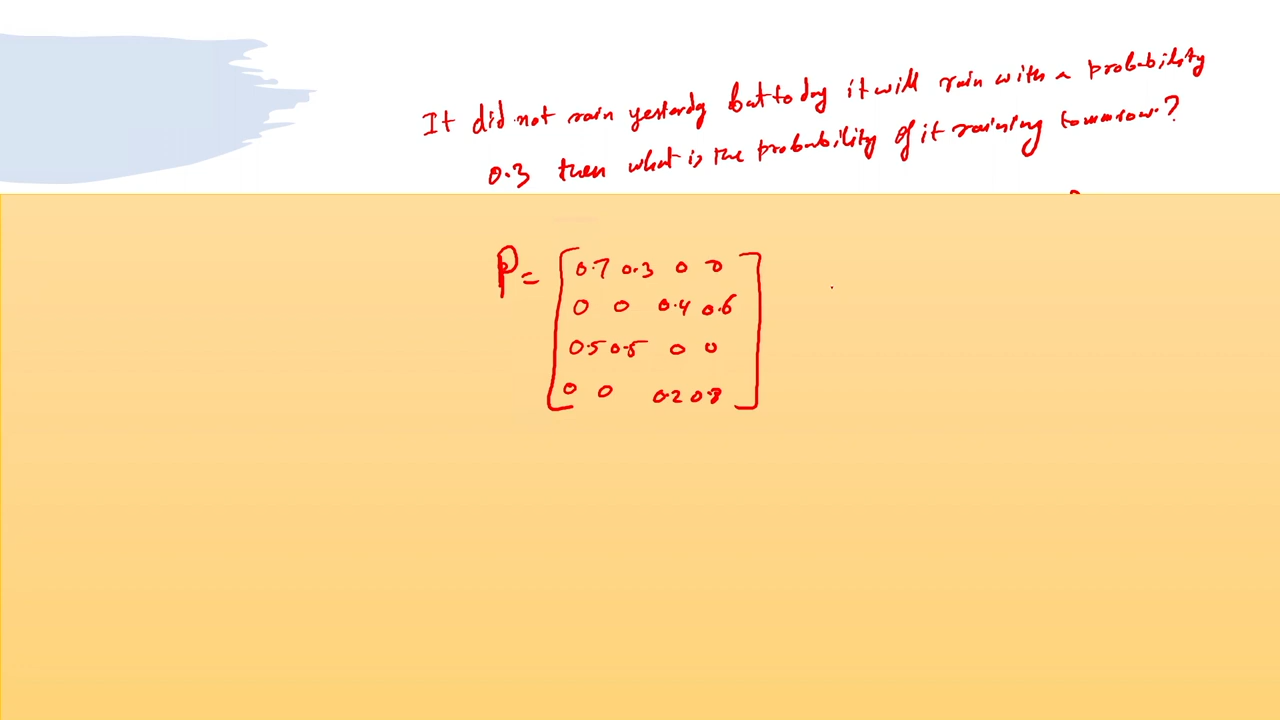 It did not rain yesterday but today it will rain with a probability
0.3 then what is the probability of it raining tomorrow?
P = [0.7 0.3 0 0
0 0 0.4 0.6
0.5 0.5 0 0
0 0 0.2 0.8]